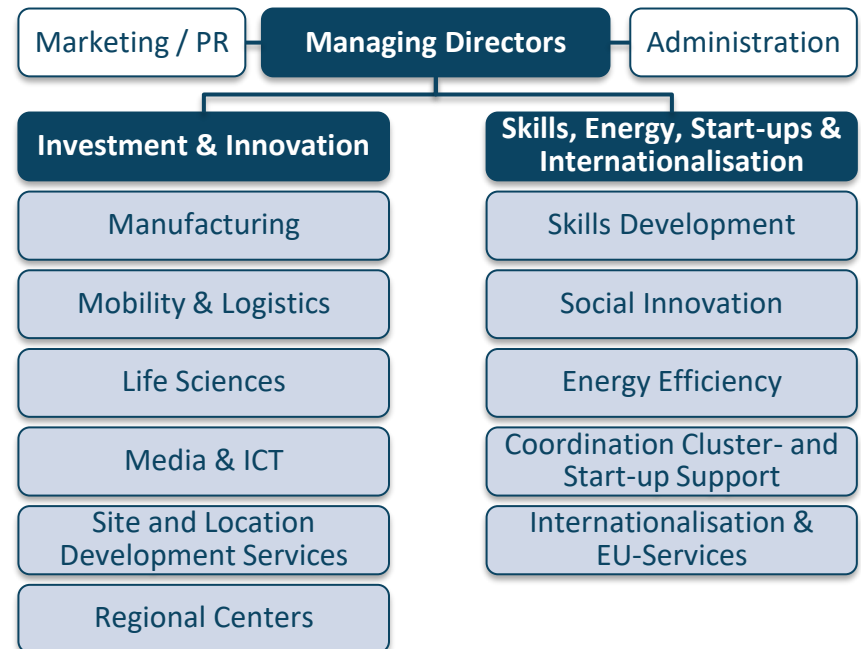 Marketing / PR
Managing Directors
Administration
Investment & Innovation
Manufacturing
Mobility & Logistics
Life Sciences
Media & ICT
Site and Location
Development Services
Regional Centers
Skills, Energy, Start-ups &
Internationalisation
Skills Development
Social Innovation
Energy Efficiency
Coordination Cluster- and
Start-up Support
Internationalisation &
EU-Services